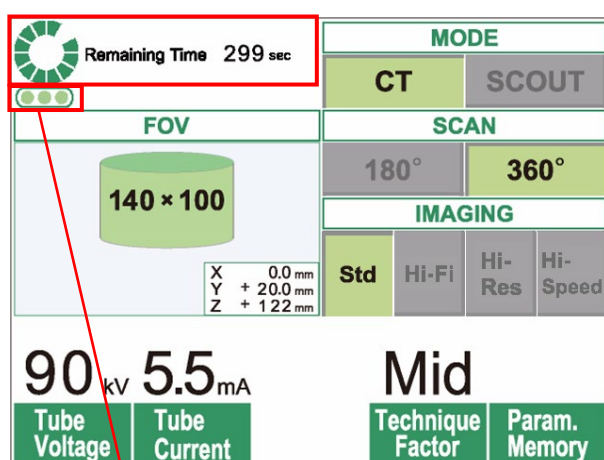 Remaining Time 299 sec
MODE
CT SCOUT
FOV
SCAN
140 × 100
180° 360°
IMAGING
X 0.0 mm
Y + 20.0 mm
Z + 122 mm
Std Hi-Fi Hi-Res Hi-Speed
90 kV 5.5 mA Mid
Tube Voltage
Tube Current
Technique Factor
Param. Memory